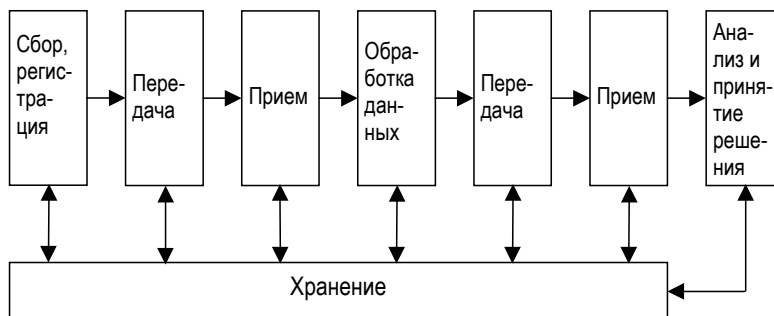 Сбор,
регис-
тра-
ция
Пере-
дача
Прием
Обра-
ботка
дан-
ных
Пере-
дача
Прием
Ана-
лиз и
приня-
тие
реше-
ния
Хранение